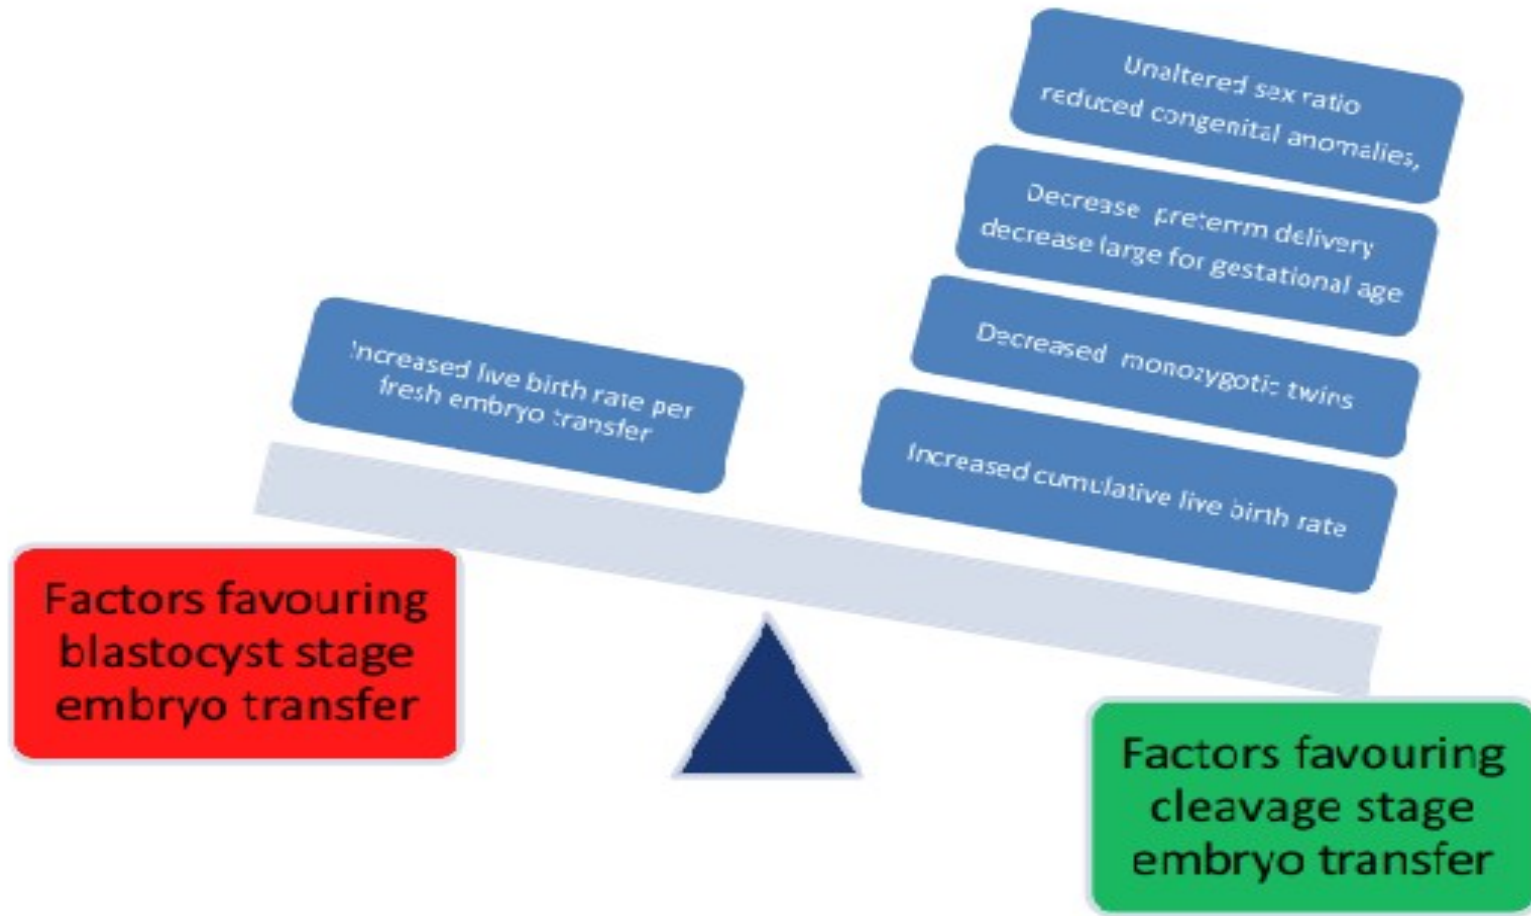 Unaltered sex ratio
reduced congenital anomalies,
Decrease preterm delivery
decrease large for gestational age
Decreased monozygotic twins
Increased cumulative live birth rate
Increased live birth rate per
fresh embryo transfer
Factors favouring
blastocyst stage
embryo transfer
Factors favouring
cleavage stage
embryo transfer